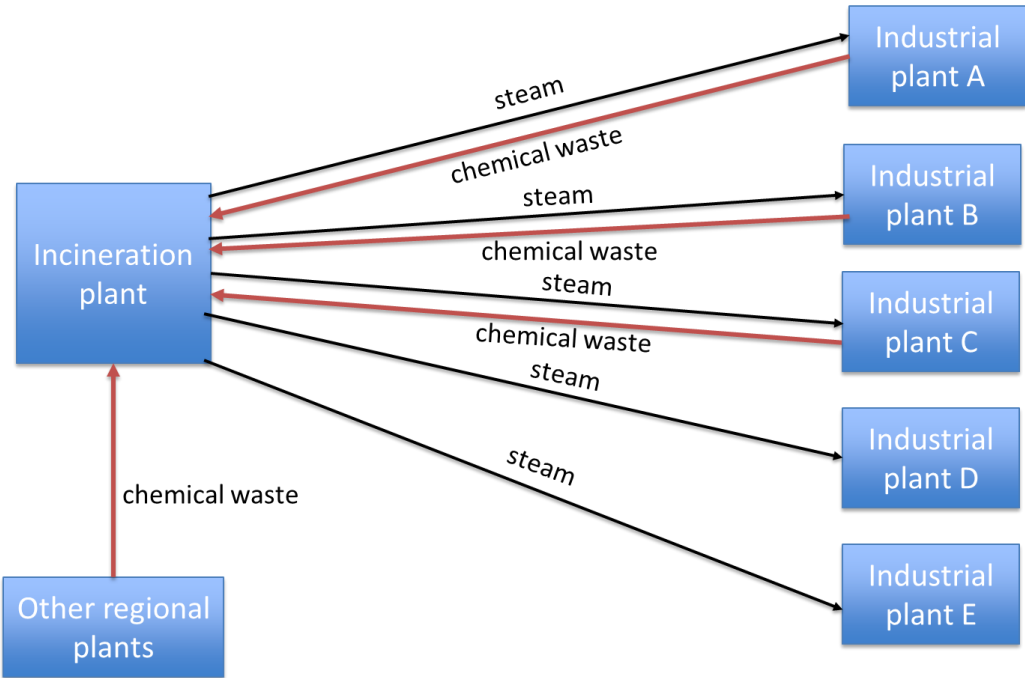 Industrial
plant A
steam
chemical waste
Industrial
plant B
steam
chemical waste
Incineration
plant
steam
Industrial
plant C
chemical waste
steam
Industrial
plant D
steam
chemical waste
Industrial
plant E
Other regional
plants